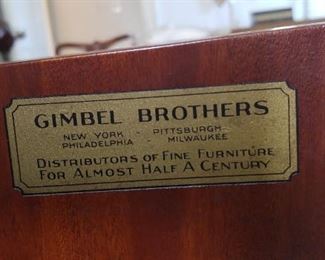 GIMBEL BROTHERS
NEW YORK PITTSBURGH
PHILADELPHIA MILWAUKEE
DISTRIBUTORS OF FINE FURNITURE
FOR ALMOST HALF A CENTURY